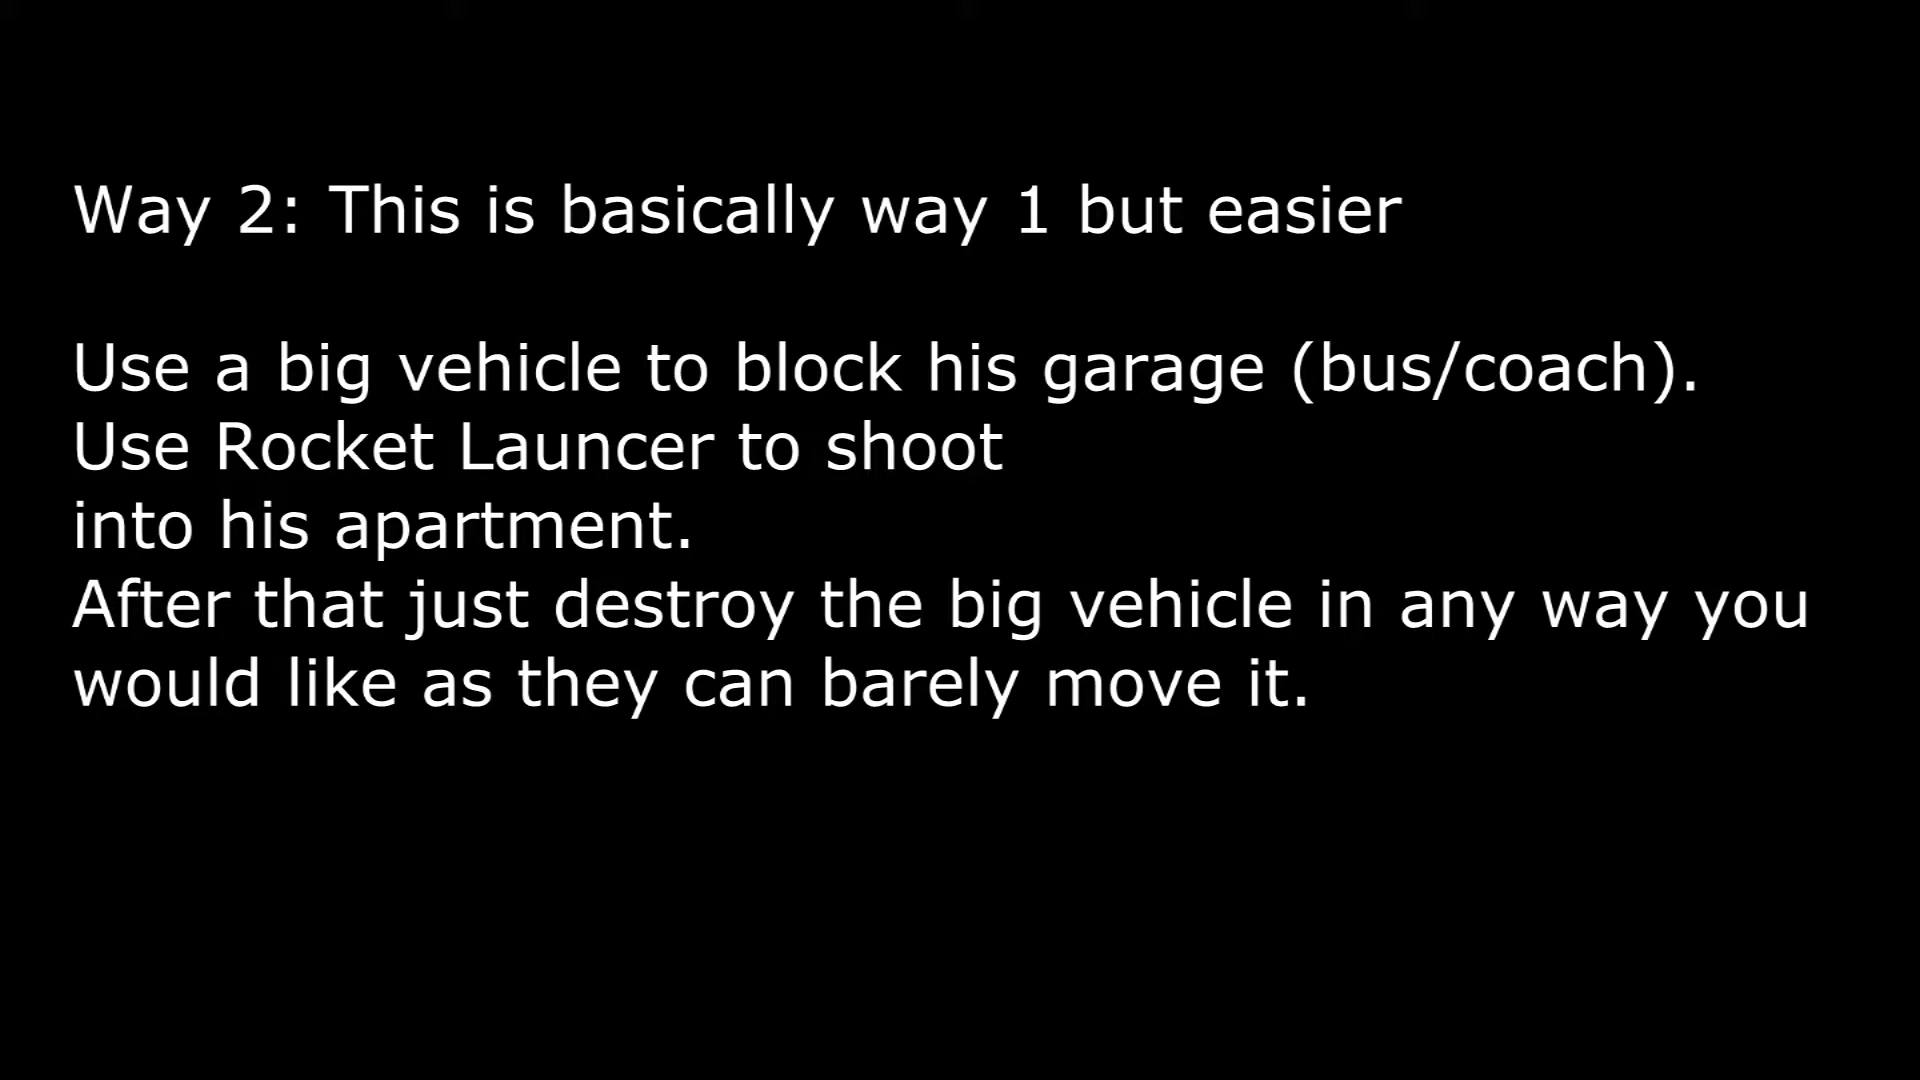 Way 2: This is basically way 1 but easier
Use a big vehicle to block his garage (bus/coach).
Use Rocket Launcer to shoot
into his apartment.
After that just destroy the big vehicle in any way you
would like as they can barely move it.